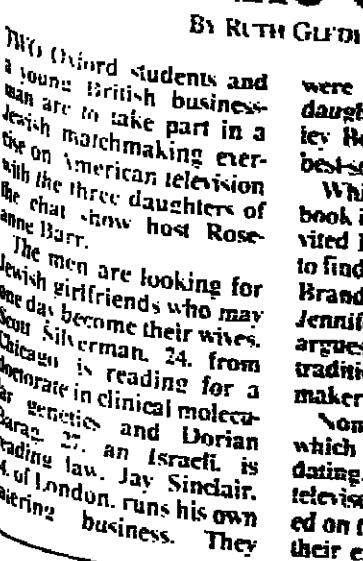 BY RUTH GLEDI
TWO Oxford students and
a young British business-
man are to take part in a
Jewish matchmaking exer-
cise on American television
with the three daughters of
the chat show host Rose-
anne Barr.
The men are looking for
Jewish girlfriends who may
one day become their wives.
Scott Silverman, 24, from
Chicago is reading for a
doctorate in clinical molecu-
lar genetics and Dorian
Barag, 27, an Israeli, is
reading law. Jay Sinclair,
24, of London, runs his own
catering business. They
were
daugh
ley
best-se
Whi
book i
vited
to find
Brand
Jennif
argues
traditi
maker
which
dating.
televise
ed on t
their e